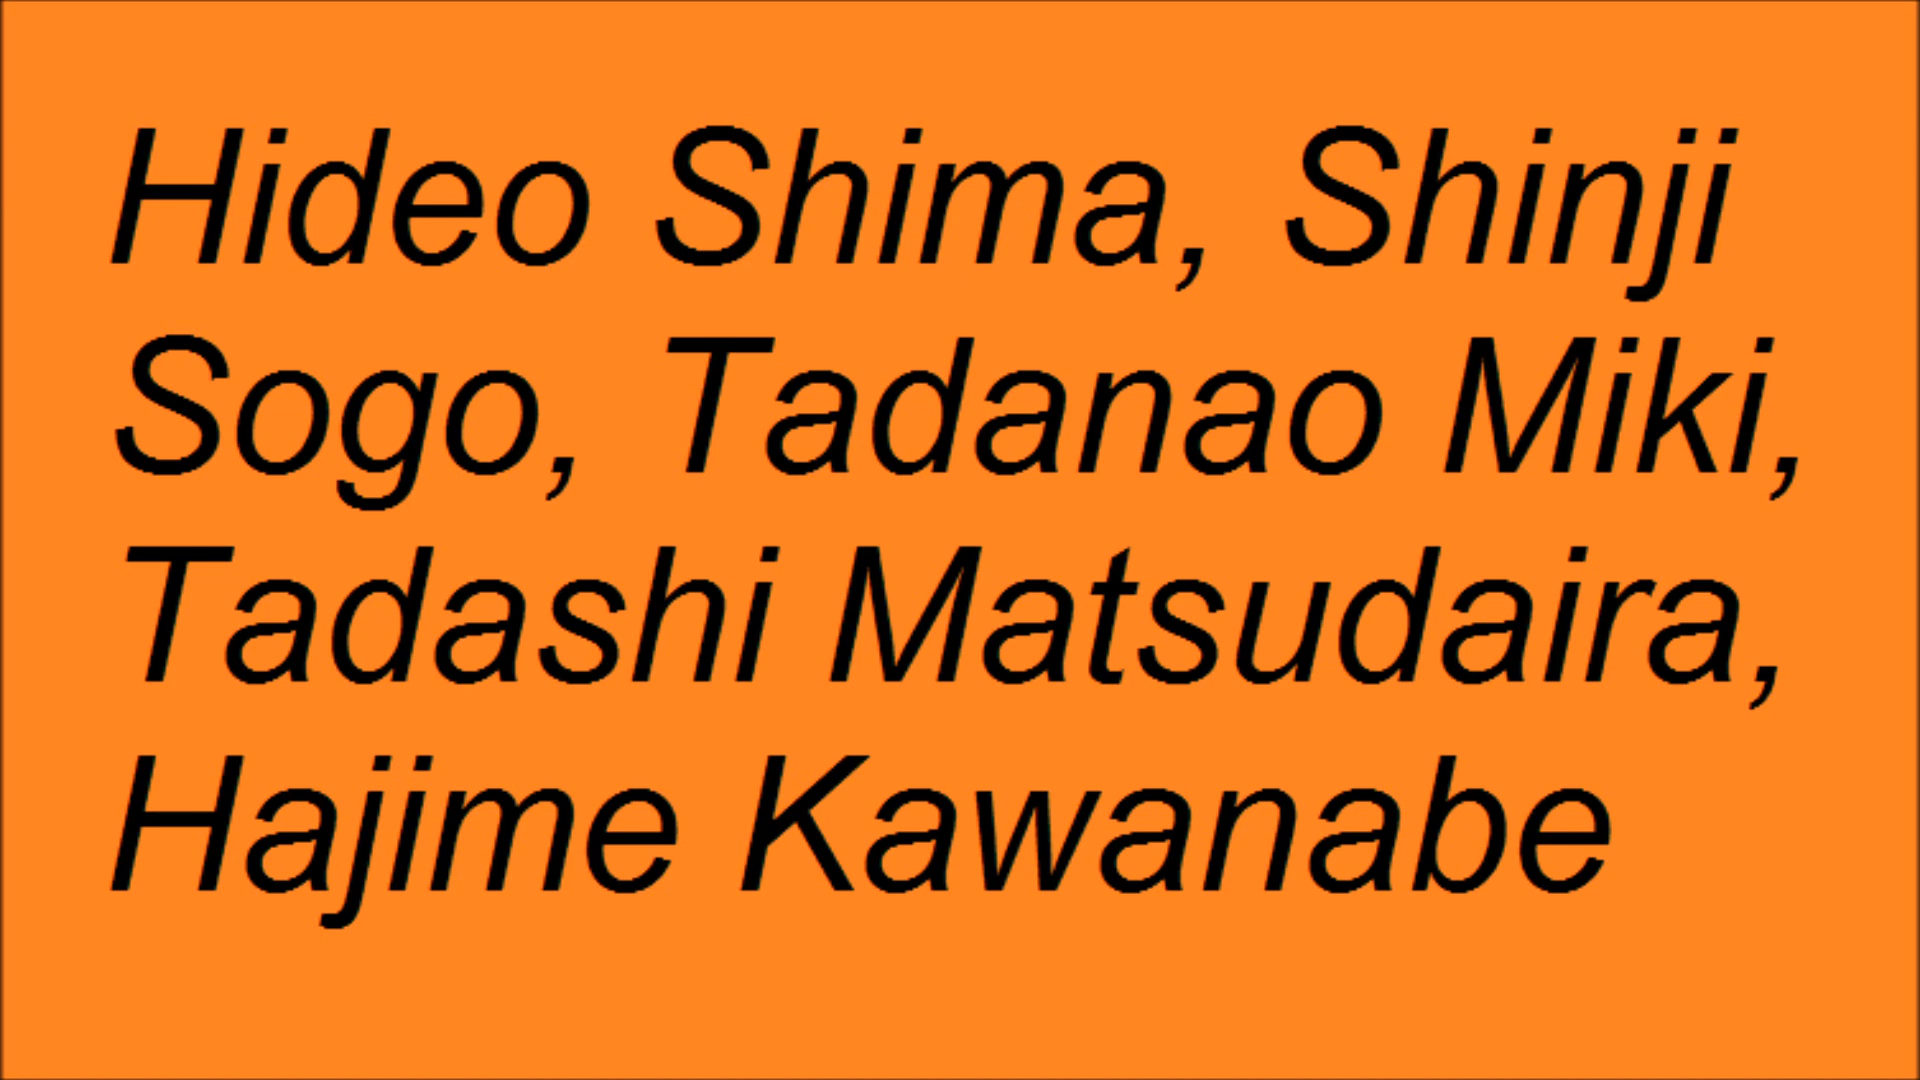 Hideo Shima, Shinji
Sogo, Tadanao Miki,
Tadashi Matsudaira,
Hajime Kawanabe